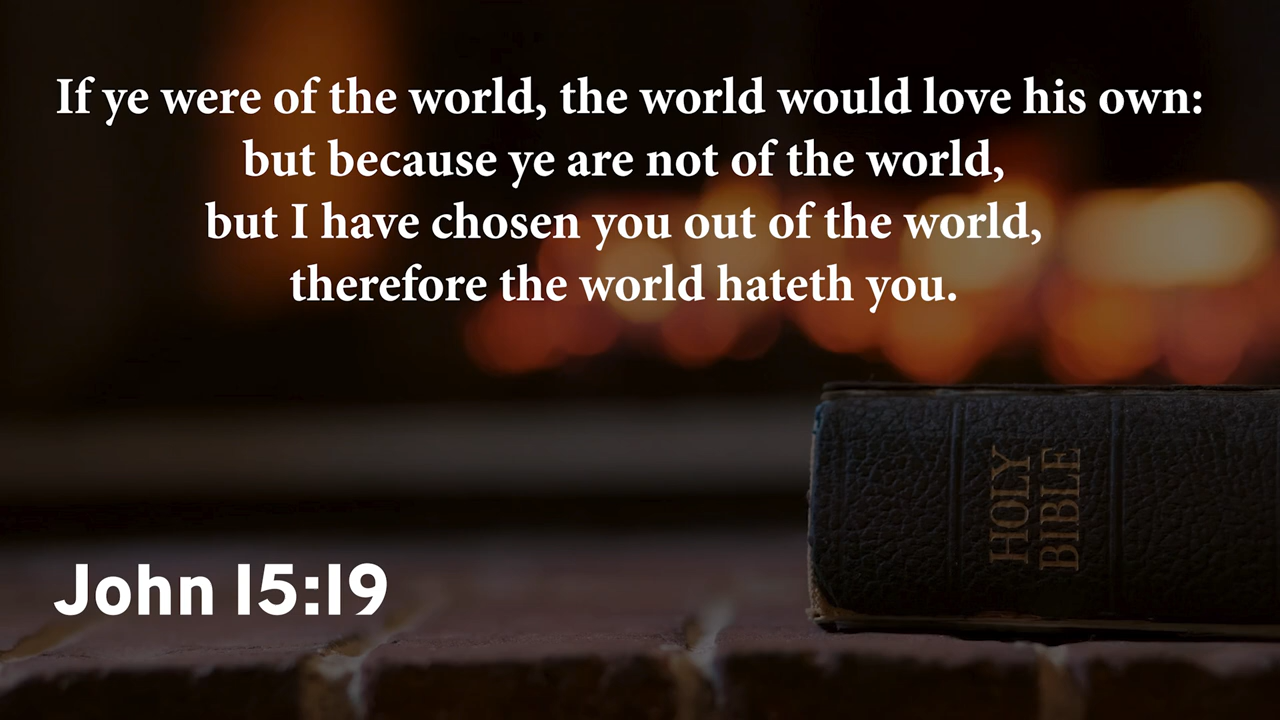 If ye were of the world, the world would love his own:
but because ye are not of the world,
but I have chosen you out of the world,
therefore the world hateth you.
HOLY
BIBLE
John 15:19